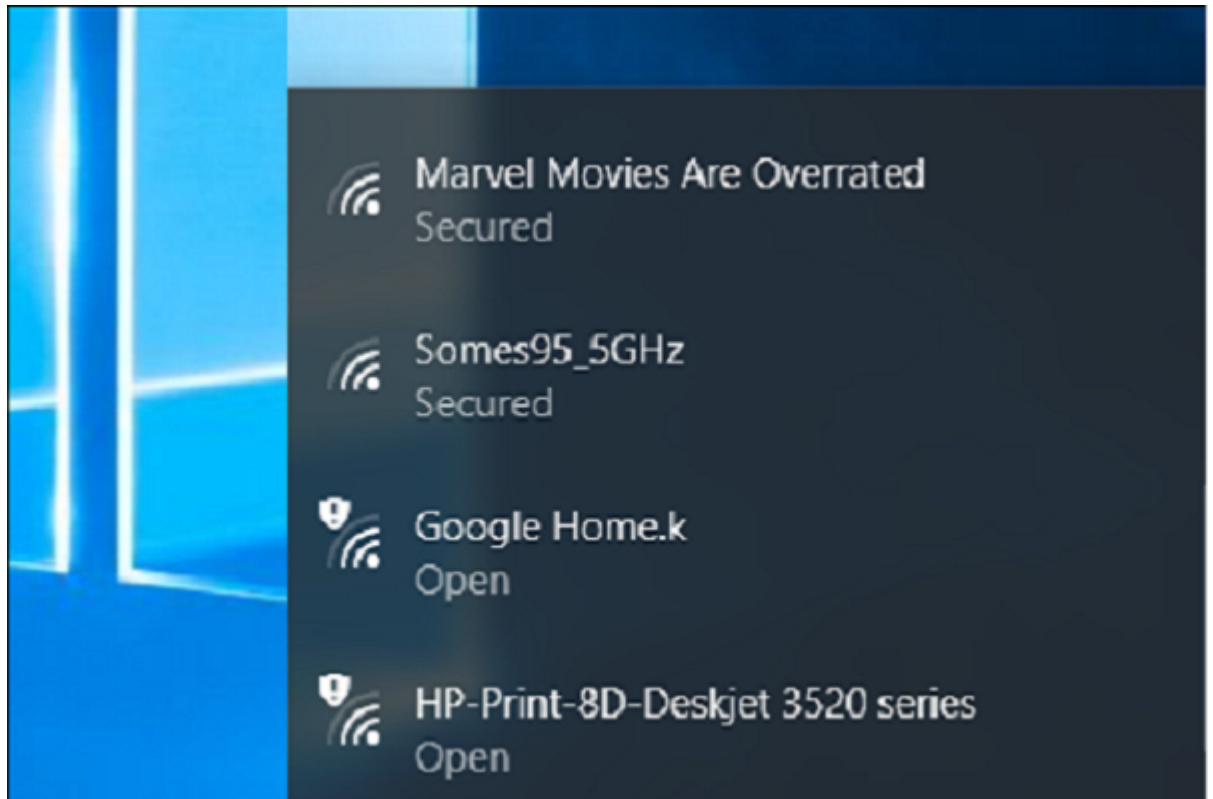 Marvel Movies Are Overrated
Secured
Somes95_5GHz
Secured
Google Home.k
Open
HP-Print-8D-Deskjet 3520 series
Open